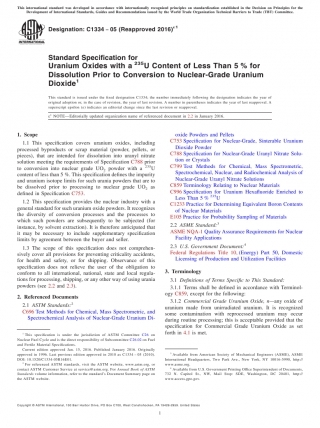 This international standard was developed in accordance with internationally recognized principles on standardization established in the Decision on Principles for the
Development of International Standards, Guides and Recommendations issued by the World Trade Organization Technical Barriers to Trade (TBT) Committee.
Designation: C1334 − 05 (Reapproved 2016)
Standard Specification for
Uranium Oxides with a 235U Content of Less Than 5 % for
Dissolution Prior to Conversion to Nuclear-Grade Uranium
Dioxide1
This standard is issued under the fixed designation C1334; the number immediately following the designation indicates the year of
original adoption or, in the case of revision, the year of last revision. A number in parentheses indicates the year of last reapproval. A
superscript epsilon (ε) indicates an editorial change since the last revision or reapproval.
ε1 NOTE—Editorially updated organization name of referenced document in 2.2 in January 2016.
1. Scope
1.1 This specification covers uranium oxides, including
processed byproducts or scrap material (powder, pellets, or
pieces), that are intended for dissolution into uranyl nitrate
solution meeting the requirements of Specification C788 prior
to conversion into nuclear grade UO2 powder with a 235U
content of less than 5 %. This specification defines the impurity
and uranium isotope limits for such urania powders that are to
be dissolved prior to processing to nuclear grade UO2 as
defined in Specification C753.
1.2 This specification provides the nuclear industry with a
general standard for such uranium oxide powders. It recognizes
the diversity of conversion processes and the processes to
which such powders are subsequently to be subjected (for
instance, by solvent extraction). It is therefore anticipated that
it may be necessary to include supplementary specification
limits by agreement between the buyer and seller.
1.3 The scope of this specification does not comprehen-
sively cover all provisions for preventing criticality accidents,
for health and safety, or for shipping. Observance of this
specification does not relieve the user of the obligation to
conform to all international, national, state and local regula-
tions for processing, shipping, or any other way of using urania
powders (see 2.2 and 2.3).
2. Referenced Documents
2.1 ASTM Standards:2
C696 Test Methods for Chemical, Mass Spectrometric, and
Spectrochemical Analysis of Nuclear-Grade Uranium Di-
oxide Powders and Pellets
C753 Specification for Nuclear-Grade, Sinterable Uranium
Dioxide Powder
C788 Specification for Nuclear-Grade Uranyl Nitrate Solu-
tion or Crystals
C799 Test Methods for Chemical, Mass Spectrometric,
Spectrochemical, Nuclear, and Radiochemical Analysis of
Nuclear-Grade Uranyl Nitrate Solutions
C859 Terminology Relating to Nuclear Materials
C996 Specification for Uranium Hexafluoride Enriched to
Less Than 5 % 235U
C1233 Practice for Determining Equivalent Boron Contents
of Nuclear Materials
E105 Practice for Probability Sampling of Materials
2.2 ASME Standard:3
ASME NQA-1 Quality Assurance Requirements for Nuclear
Facility Applications
2.3 U.S. Government Document:4
Federal Regulations Title 10, (Energy) Part 50, Domestic
Licensing of Production and Utilization Facilities
3. Terminology
3.1 Definitions of Terms Specific to This Standard:
3.1.1 Terms shall be defined in accordance with Terminol-
ogy C859, except for the following:
3.1.2 Commercial Grade Uranium Oxide, n—any oxide of
uranium made from unirradiated uranium. It is recognized
some contamination with reprocessed uranium may occur
during routine processing; this is acceptable provided that the
specification for Commercial Grade Uranium Oxide as set
forth in 4.1 is met.
1 This specification is under the jurisdiction of ASTM Committee C26 on
Nuclear Fuel Cycle and is the direct responsibility of Subcommittee C26.02 on Fuel
and Fertile Material Specifications.
Current edition approved Jan. 15, 2016. Published January 2016. Originally
approved in 1996. Last previous edition approved in
2 For referenced ASTM standards, visit the ASTM website, www.astm.org, or
contact ASTM Customer Service at service@astm.org. For Annual Book of ASTM
Standards volume information, refer to the standard's Document Summary page on
the ASTM website.
3 Available from American Society of Mechanical Engineers (ASME), ASME
International Headquarters, Two Park Ave., New York, NY 10016-5990, http://
www.asme.org.
4 Available from U.S. Government Printing Office Superintendent of Documents,
732 N. Capitol St., NW, Mail Stop: SDE, Washington, DC 20401, http://
www.access.gpo.gov.
Copyright © ASTM International, 100 Barr Harbor Drive, PO Box C700, West Conshohocken, PA 19428-2959. United States
1